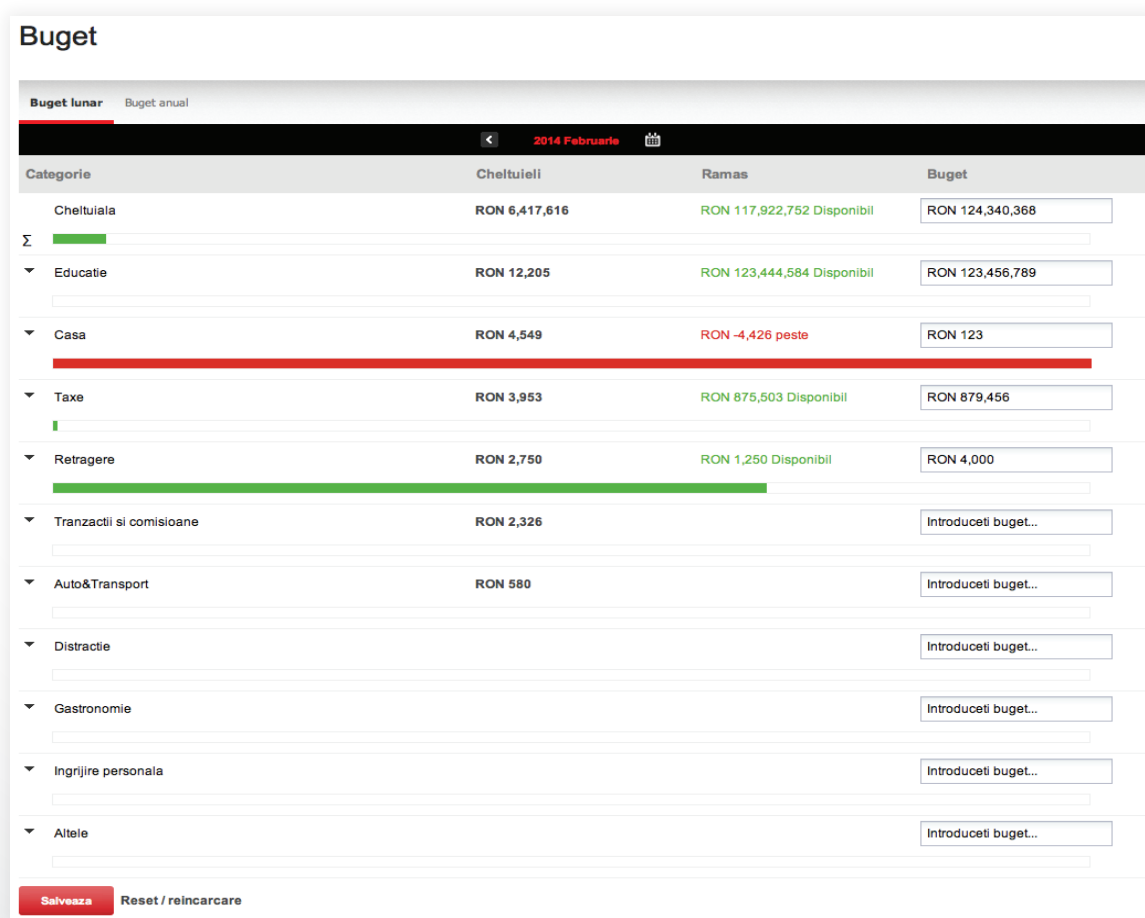 Buget
Buget lunar Buget anual
2014 Februarie
Categorie Cheltuieli Ramas Buget
Cheltuiala RON 6,417,616 RON 117,922,752 Disponibil RON 124,340,368
Σ
Educatie RON 12,205 RON 123,444,584 Disponibil RON 123,456,789
Casa RON 4,549 RON -4,426 peste RON 123
Taxe RON 3,953 RON 875,503 Disponibil RON 879,456
Retragere RON 2,750 RON 1,250 Disponibil RON 4,000
Tranzactii si comisioane RON 2,326 Introduceti buget...
Auto&Transport RON 580 Introduceti buget...
Distractie Introduceti buget...
Gastronomie Introduceti buget...
Ingrijire personala Introduceti buget...
Altele Introduceti buget...
Salveaza Reset / reincarcare